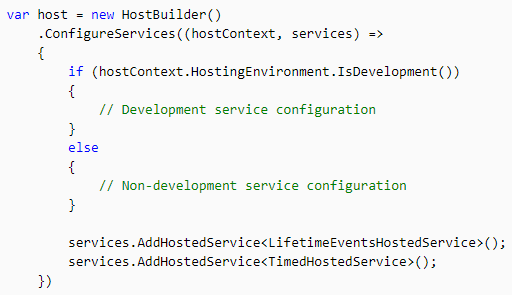 var host = new HostBuilder()
    .ConfigureServices((hostContext, services) =>
    {
        if (hostContext.HostingEnvironment.IsDevelopment())
        {
            // Development service configuration
        }
        else
        {
            // Non-development service configuration
        }

        services.AddHostedService<LifetimeEventsHostedService>();
        services.AddHostedService<TimedHostedService>();
    })